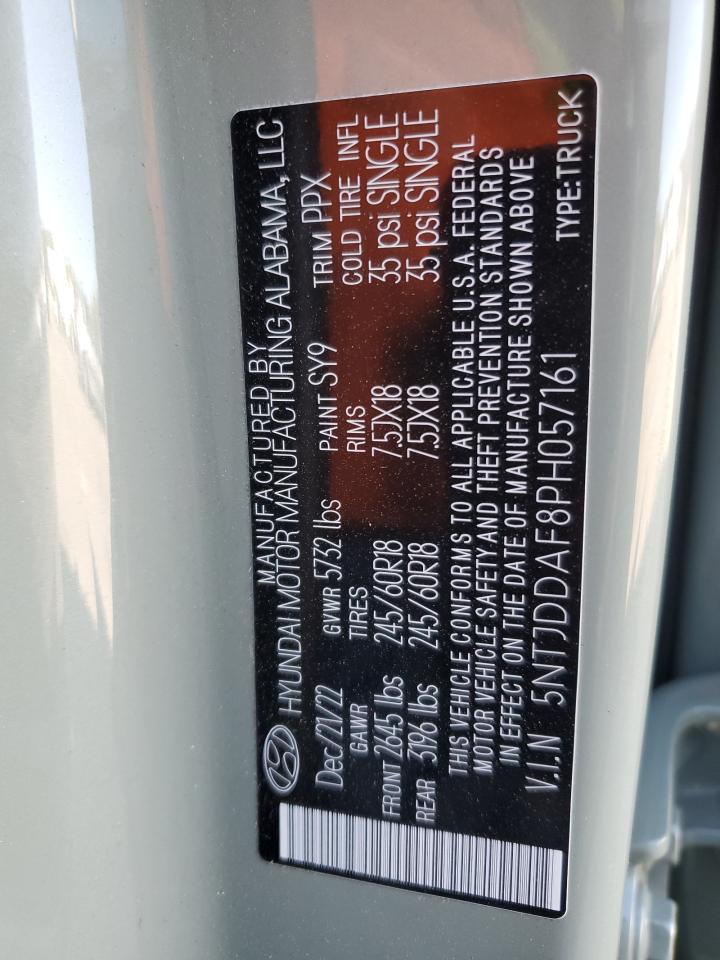 MANUFACTURED BY
HYUNDAI MOTOR MANUFACTURING ALABAMA, LLC
Dec/21/22 GVWR 5732 lbs PAINT SY9 TRIM PPX
GAWR TIRES RIMS COLD TIRE INFL
FRONT 2645 lbs 245/60R18 7.5JX18 35 psi SINGLE
REAR 3196 lbs 245/60R18 7.5JX18 35 psi SINGLE
THIS VEHICLE CONFORMS TO ALL APPLICABLE U.S.A. FEDERAL
MOTOR VEHICLE SAFETY AND THEFT PREVENTION STANDARDS
IN EFFECT ON THE DATE OF MANUFACTURE SHOWN ABOVE
V.I.N 5NTJDDAF8PH057161 TYPE:TRUCK